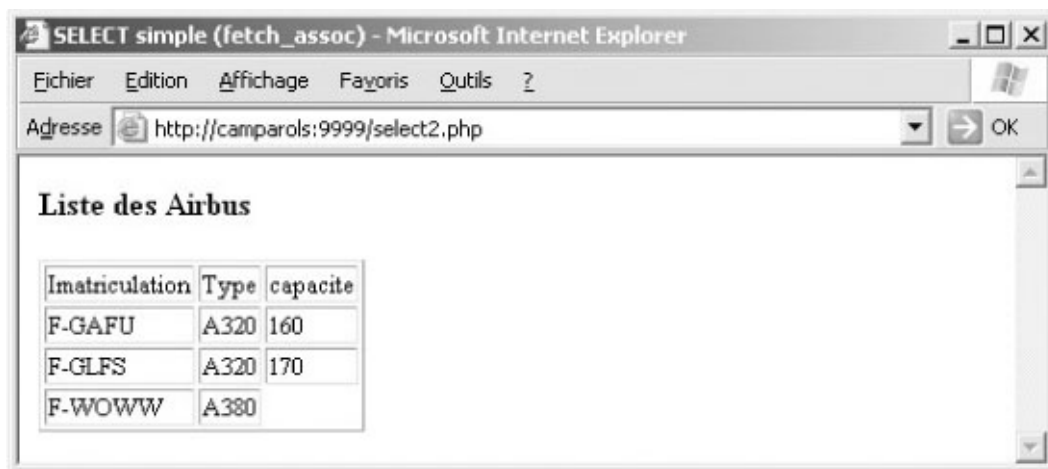 SELECT simple (fetch_assoc) - Microsoft Internet Explorer
Fichier Edition Affichage Favoris Outils ?
Adresse http://camparols:9999/select2.php OK
Liste des Airbus
Imatriculation Type capacite
F-GAFU A320 160
F-GLFS A320 170
F-WOWW A380